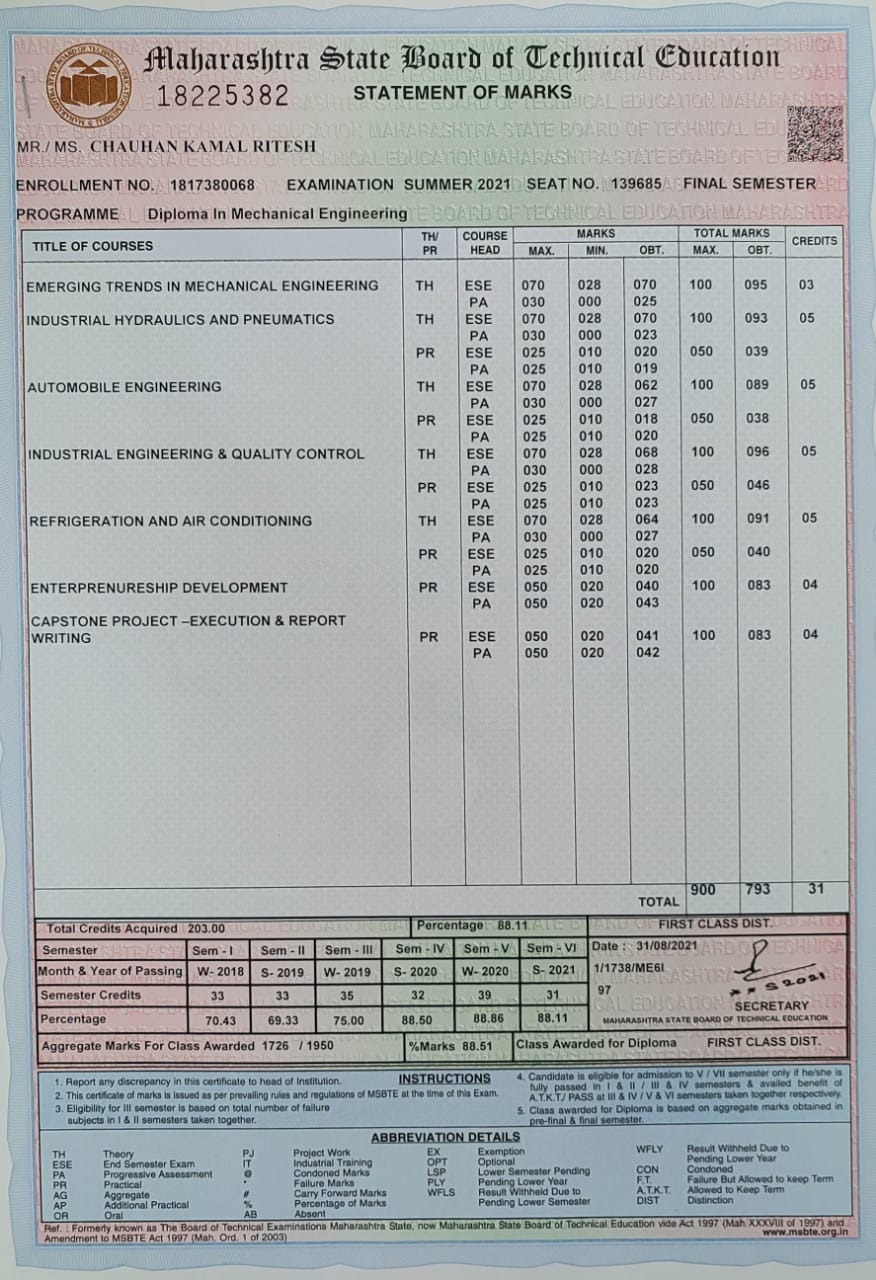 Maharashtra State Board of Technical Education
18225382 STATEMENT OF MARKS
MR./ MS. CHAUHAN KAMAL RITESH
ENROLLMENT NO. 1817380068 EXAMINATION SUMMER 2021 SEAT NO. 139685 FINAL SEMESTER
PROGRAMME Diploma In Mechanical Engineering
TITLE OF COURSES TH/ PR COURSE HEAD MARKS TOTAL MARKS CREDITS
MAX. MIN. OBT. MAX. OBT.
EMERGING TRENDS IN MECHANICAL ENGINEERING TH ESE 070 028 070 100 095 03
PA 030 000 025
INDUSTRIAL HYDRAULICS AND PNEUMATICS TH ESE 070 028 070 100 093 05
PA 030 000 023
PR ESE 025 010 020 050 039
PA 025 010 019
AUTOMOBILE ENGINEERING TH ESE 070 028 062 100 089 05
PA 030 000 027
PR ESE 025 010 018 050 038
PA 025 010 020
INDUSTRIAL ENGINEERING & QUALITY CONTROL TH ESE 070 028 068 100 096 05
PA 030 000 028
PR ESE 025 010 023 050 046
PA 025 010 023
REFRIGERATION AND AIR CONDITIONING TH ESE 070 028 064 100 091 05
PA 030 000 027
PR ESE 025 010 020 050 040
PA 025 010 020
ENTERPRENURESHIP DEVELOPMENT PR ESE 050 020 040 100 083 04
PA 050 020 043
CAPSTONE PROJECT –EXECUTION & REPORT
WRITING PR ESE 050 020 041 100 083 04
PA 050 020 042
TOTAL 900 793 31
Total Credits Acquired 203.00 Percentage 88.11 FIRST CLASS DIST.
Semester Sem - I Sem - II Sem - III Sem - IV Sem - V Sem - VI Date : 31/08/2021
Month & Year of Passing W- 2018 S- 2019 W- 2019 S- 2020 W- 2020 S- 2021 1/1738/ME6I
Semester Credits 33 33 35 32 39 31 97
SECRETARY
Percentage 70.43 69.33 75.00 88.50 88.86 88.11 MAHARASHTRA STATE BOARD OF TECHNICAL EDUCATION
Aggregate Marks For Class Awarded 1726 / 1950 %Marks 88.51 Class Awarded for Diploma FIRST CLASS DIST.
INSTRUCTIONS
1. Report any discrepancy in this certificate to head of Institution.
2. This certificate of marks is issued as per prevailing rules and regulations of MSBTE at the time of this Exam.
3. Eligibility for III semester is based on total number of failure
subjects in I & II semesters taken together.
4. Candidate is eligible for admission to V / VII semester only if he/she is
fully passed in I & II / III & IV semesters & availed benefit of
A.T.K.T./ PASS at III & IV / V & VI semesters taken together respectively.
5. Class awarded for Diploma is based on aggregate marks obtained in
pre-final & final semester.
ABBREVIATION DETAILS
TH Theory
ESE End Semester Exam
PA Progressive Assessment
PR Practical
AG Aggregate
AP Additional Practical
OR Oral
PJ Project Work
IT Industrial Training
@ Condoned Marks
* Failure Marks
# Carry Forward Marks
% Percentage of Marks
AB Absent
EX Exemption
OPT Optional
LSP Lower Semester Pending
PLY Pending Lower Year
WFLS Result Withheld Due to
Pending Lower Semester
WFLY Result Withheld Due to
Pending Lower Year
CON Condoned
F.T. Failure But Allowed to keep Term
A.T.K.T. Allowed to Keep Term
DIST Distinction
Ref. : Formerly known as The Board of Technical Examinations Maharashtra State, now Maharashtra State Board of Technical Education vide Act 1997 (Mah XXXVIII of 1997) and
Amendment to MSBTE Act 1997 (Mah. Ord. 1 of 2003) www.msbte.org.in